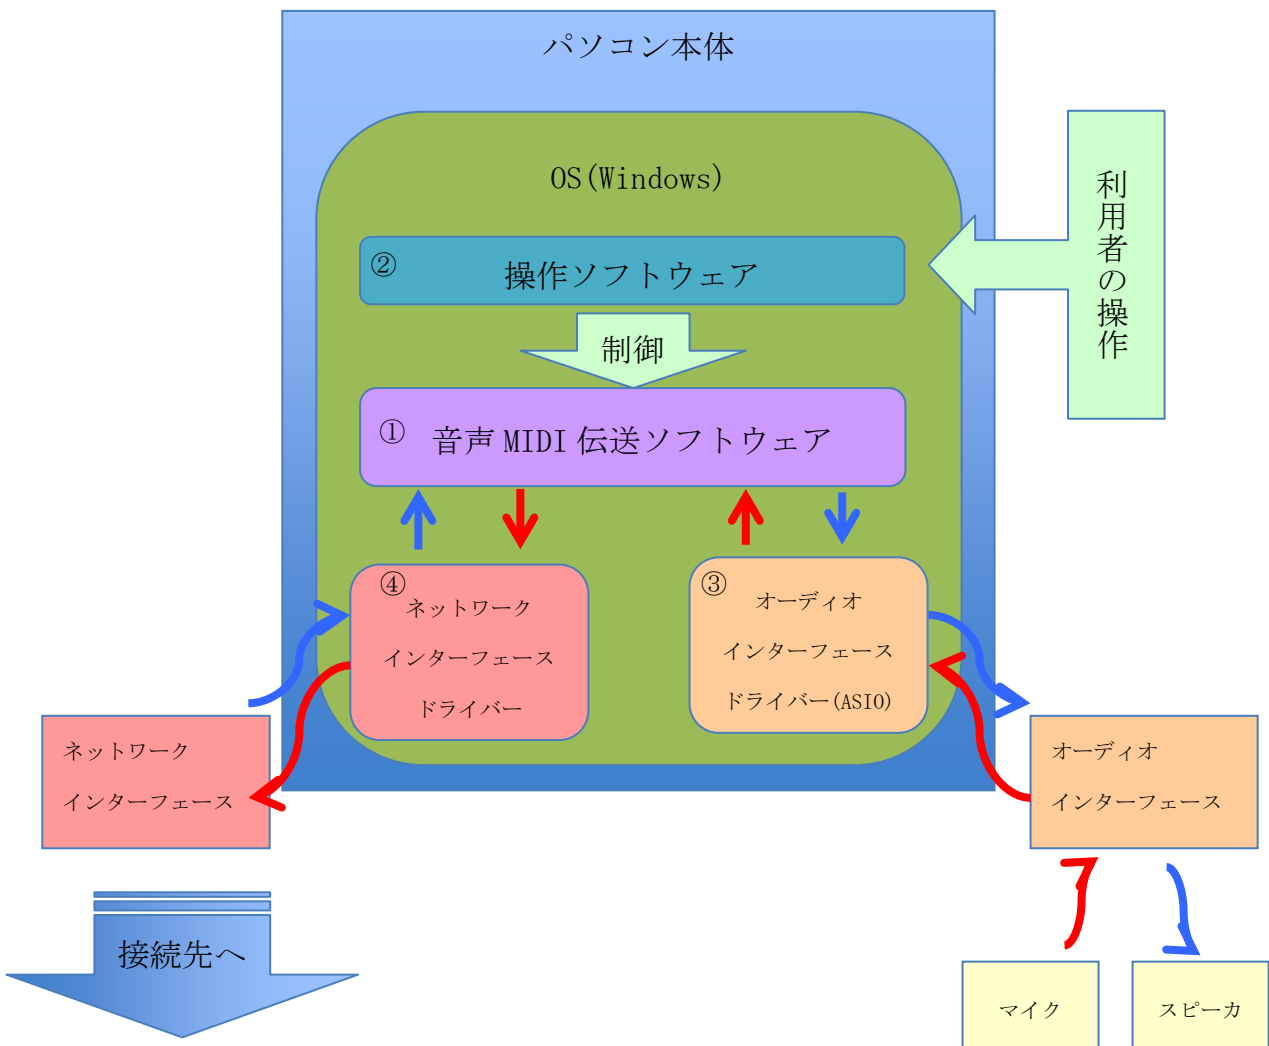 パソコン本体
OS(Windows)
利用者の操作
② 操作ソフトウェア
制御
① 音声 MIDI 伝送ソフトウェア
④
ネットワーク
インターフェース
ドライバー
③
オーディオ
インターフェース
ドライバー(ASIO)
ネットワーク
インターフェース
オーディオ
インターフェース
接続先へ
マイク
スピーカ